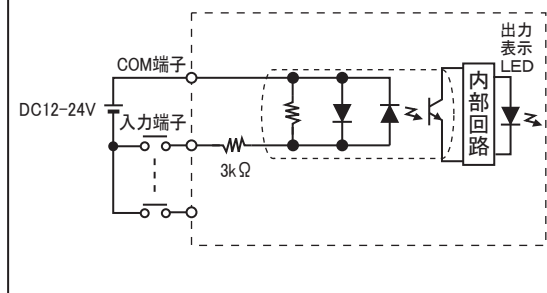 出力
表示
LED
COM端子
DC12-24V
入力端子
3kΩ
内部回路